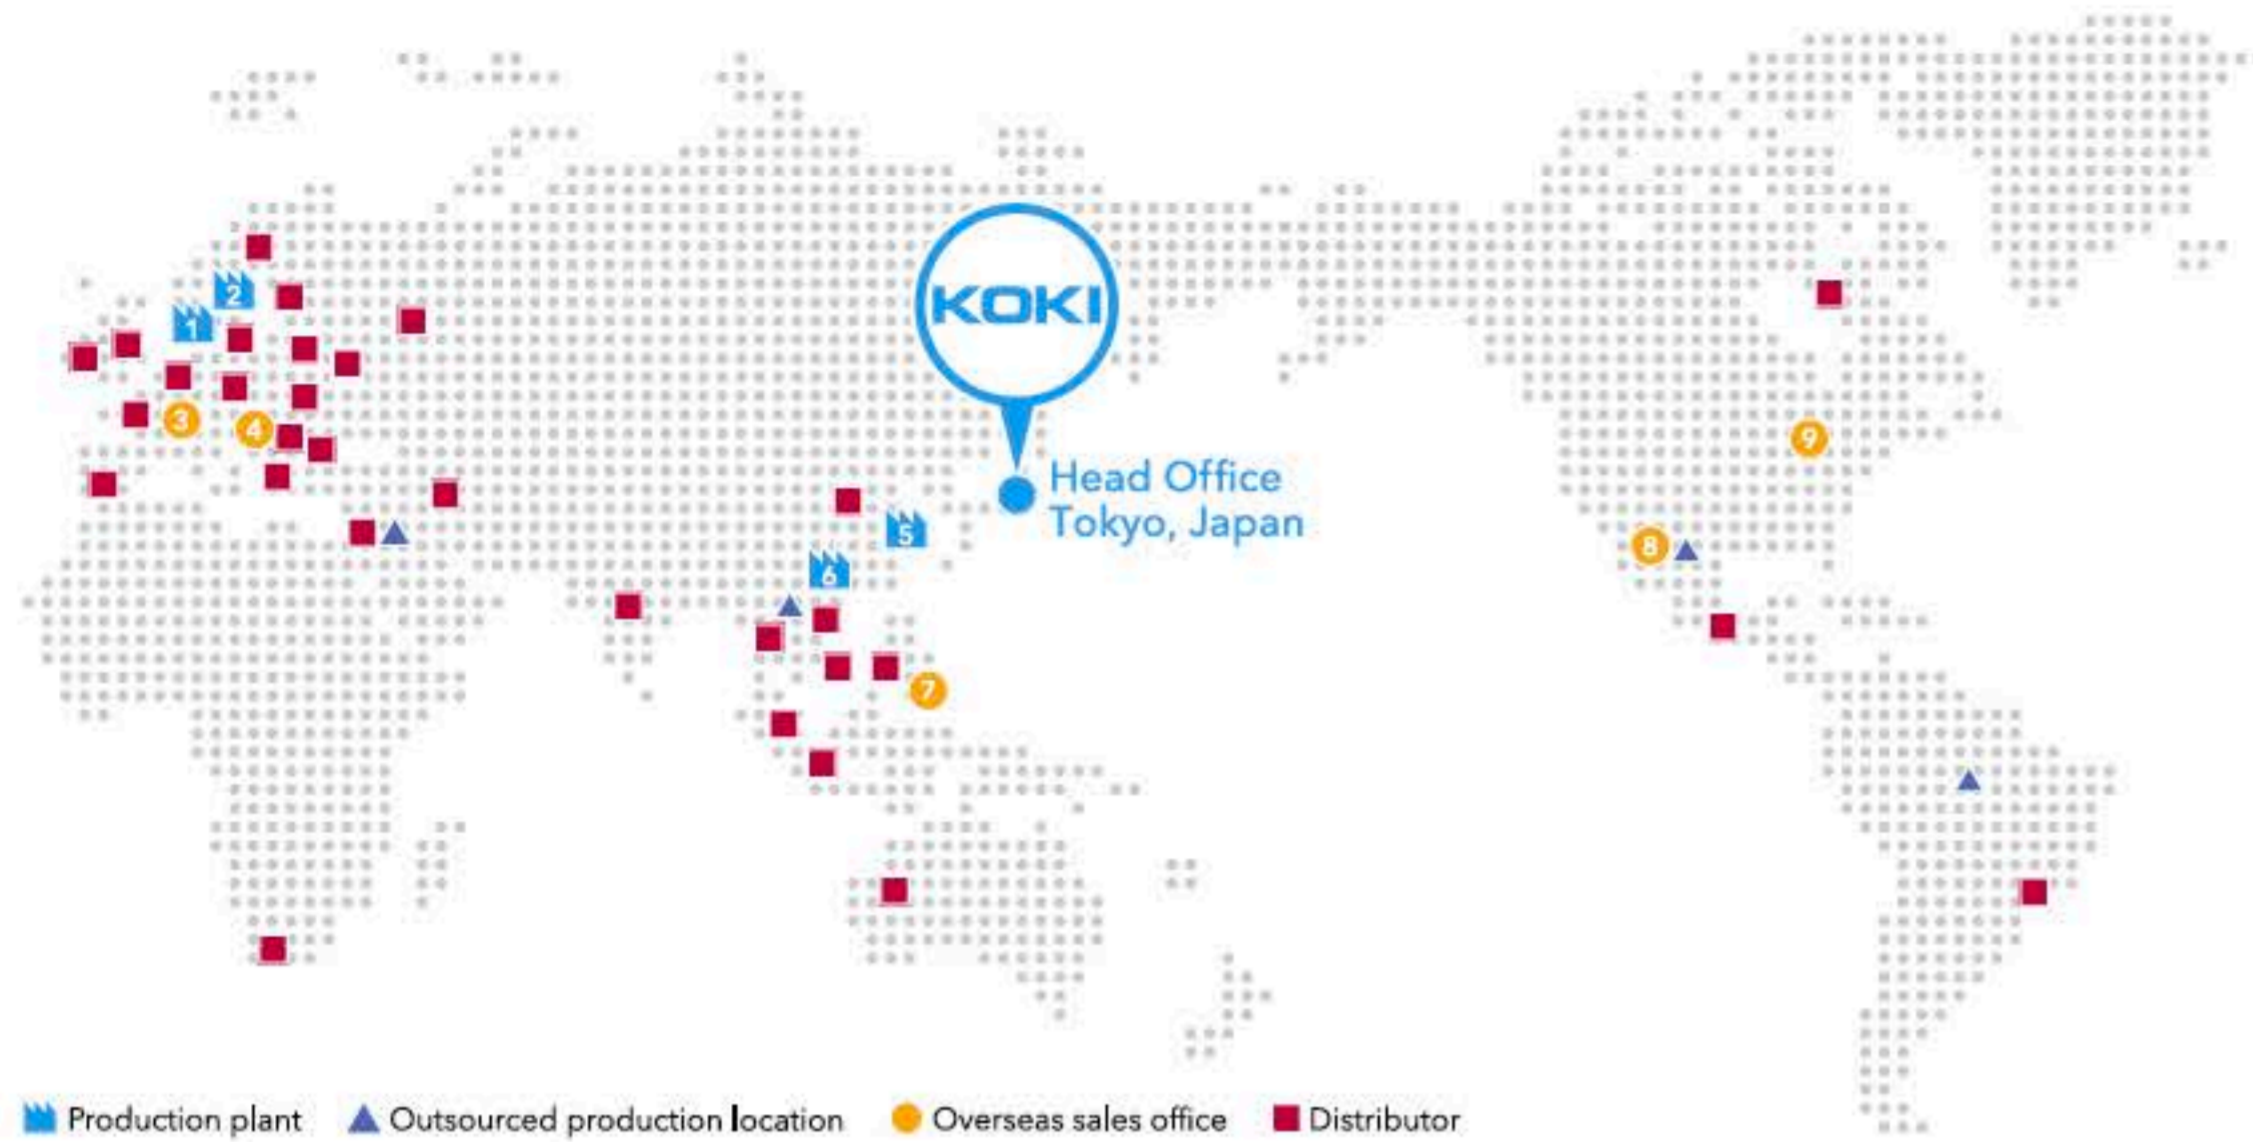 KOKI
Head Office
Tokyo, Japan
2
1
3
4
5
6
7
8
9
Production plant
Outsourced production location
Overseas sales office
Distributor